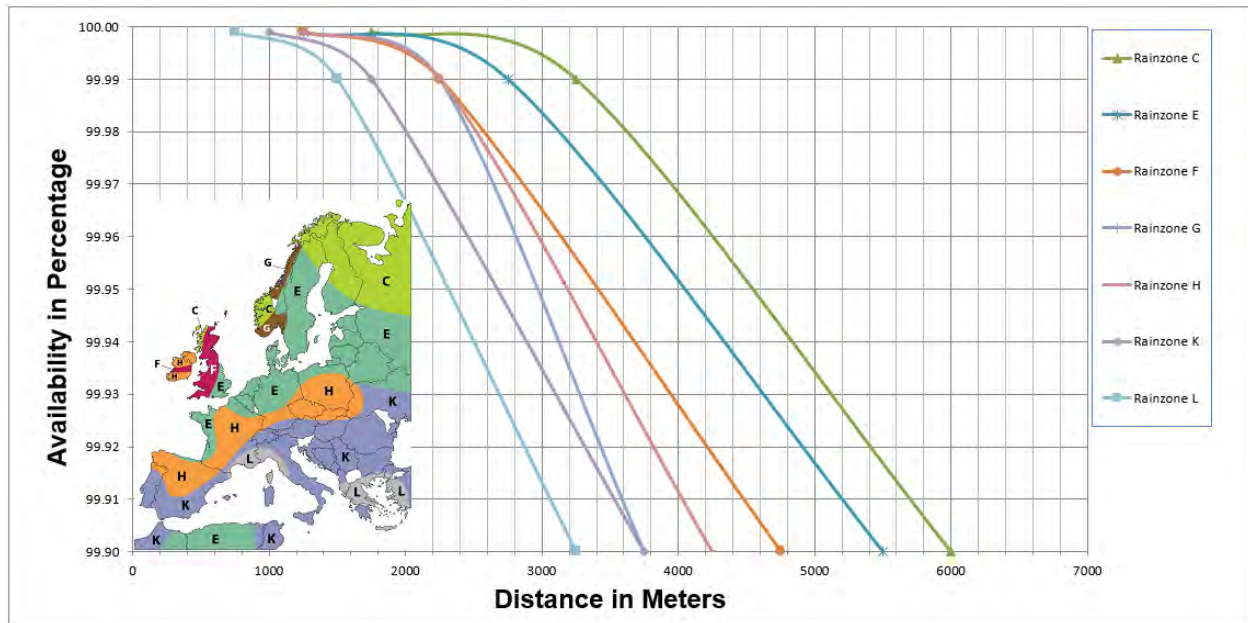 100.00
99.99
99.98
99.97
99.96
99.95
99.94
99.93
99.92
99.91
99.90
Availability in Percentage
0 1000 2000 3000 4000 5000 6000 7000
Distance in Meters
Rainzone C
Rainzone E
Rainzone F
Rainzone G
Rainzone H
Rainzone K
Rainzone L
G
E
C
C
C
G
E
F
H
F
H
E
E
H
K
E
H
L
K
H
K
L
L
K
E
K